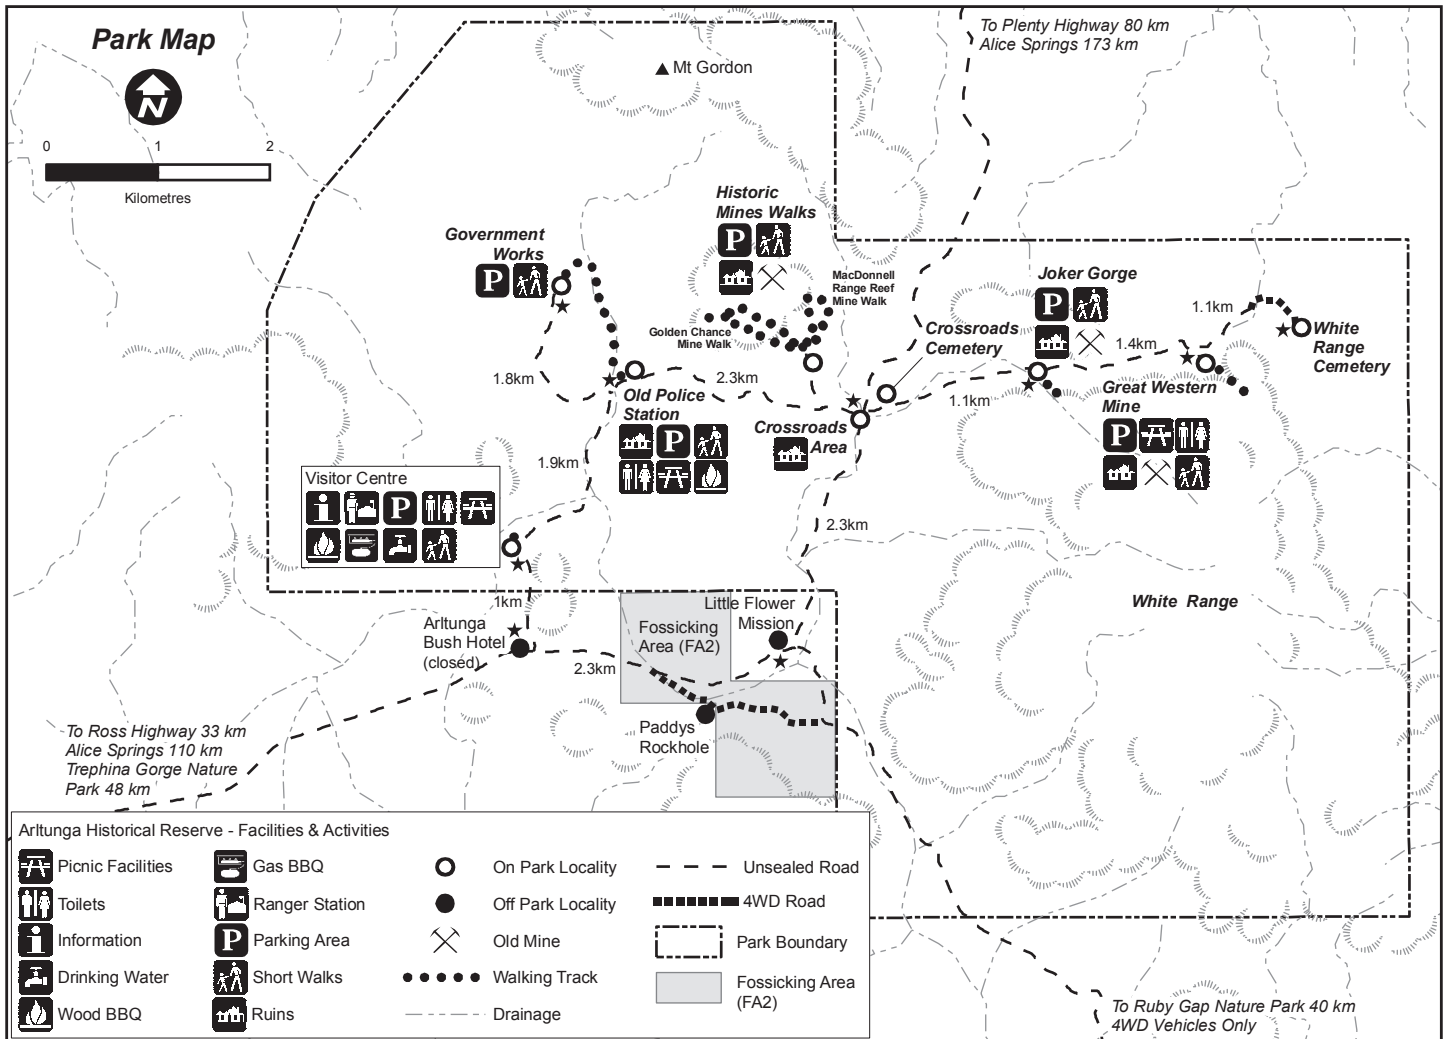 Park Map
N
0 1 2
Kilometres
To Plenty Highway 80 km
Alice Springs 173 km
Mt Gordon
Historic
Mines Walks
P
Government
Works
P
MacDonnell
Range Reef
Mine Walk
Golden Chance
Mine Walk
Joker Gorge
P
Crossroads
Cemetery
1.1km
White
Range
Cemetery
1.4km
1.8km
2.3km
1.1km
Old Police
Station
P
Great Western
Mine
P
Crossroads
Area
1.9km
Visitor Centre
i
P
2.3km
1km
Little Flower
Mission
White Range
Arltunga
Bush Hotel
(closed)
Fossicking
Area (FA2)
2.3km
Paddys
Rockhole
To Ross Highway 33 km
Alice Springs 110 km
Trephina Gorge Nature
Park 48 km
Arltunga Historical Reserve - Facilities & Activities
Picnic Facilities
Toilets
i Information
Drinking Water
Wood BBQ
Gas BBQ
Ranger Station
P Parking Area
Short Walks
Ruins
On Park Locality
Off Park Locality
Old Mine
Walking Track
Drainage
Unsealed Road
4WD Road
Park Boundary
Fossicking Area
(FA2)
To Ruby Gap Nature Park 40 km
4WD Vehicles Only